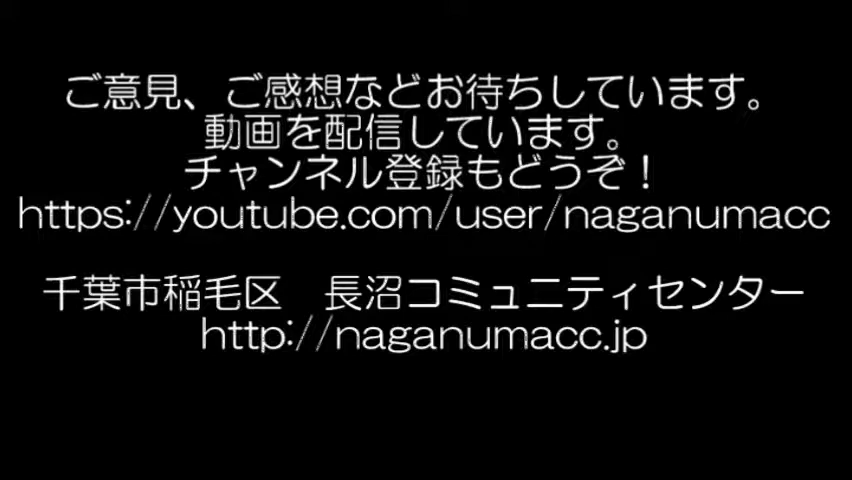 ご意見、ご感想などお待ちしています。
動画を配信しています。
チャンネル登録もどうぞ！
https://youtube.com/user/naganumacc
千葉市稲毛区　長沼コミュニティセンター
http://naganumacc.jp